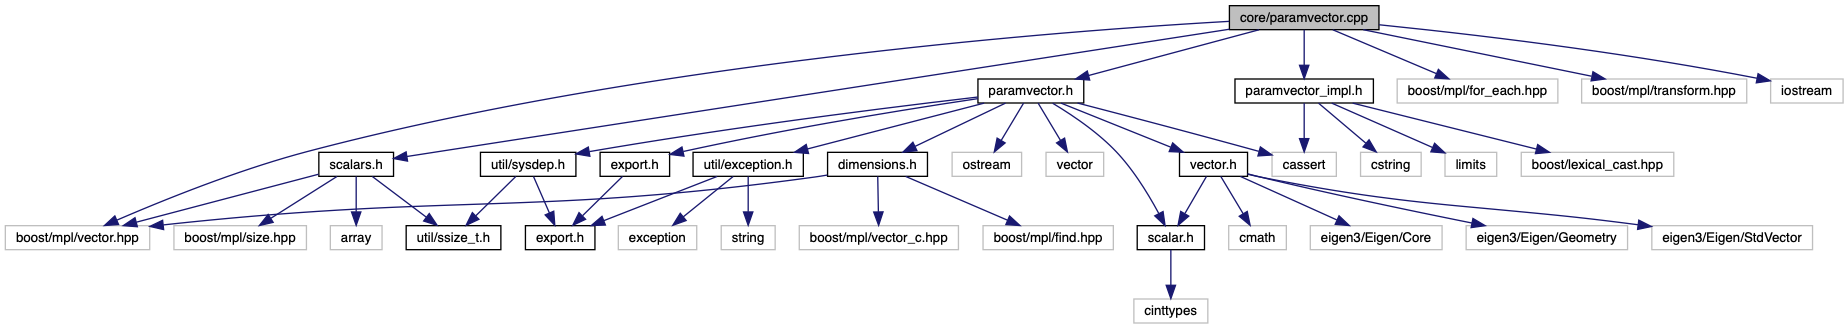 core/paramvector.cpp
paramvector.h
paramvector_impl.h
boost/mpl/for_each.hpp
boost/mpl/transform.hpp
iostream
scalars.h
util/sysdep.h
export.h
util/exception.h
dimensions.h
ostream
vector
vector.h
cassert
cstring
limits
boost/lexical_cast.hpp
boost/mpl/vector.hpp
boost/mpl/size.hpp
array
util/ssize_t.h
export.h
exception
string
boost/mpl/vector_c.hpp
boost/mpl/find.hpp
scalar.h
cmath
eigen3/Eigen/Core
eigen3/Eigen/Geometry
eigen3/Eigen/StdVector
cinttypes